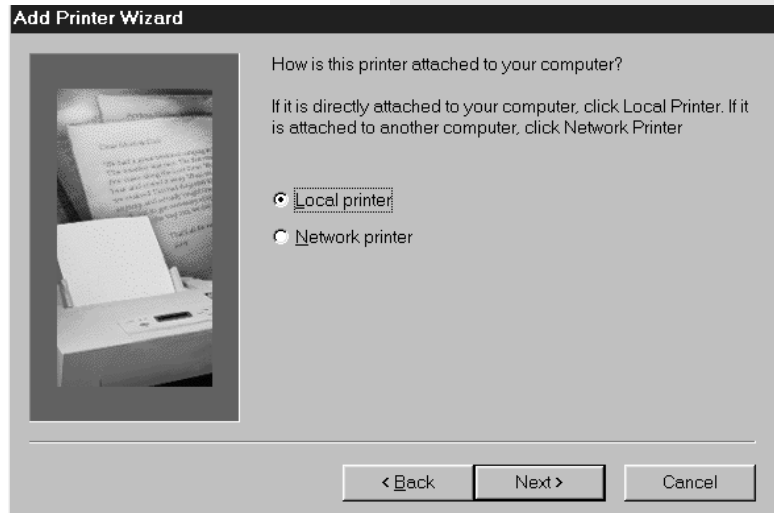 Add Printer Wizard
How is this printer attached to your computer?
If it is directly attached to your computer, click Local Printer. If it
is attached to another computer, click Network Printer
Local printer
Network printer
< Back
Next >
Cancel